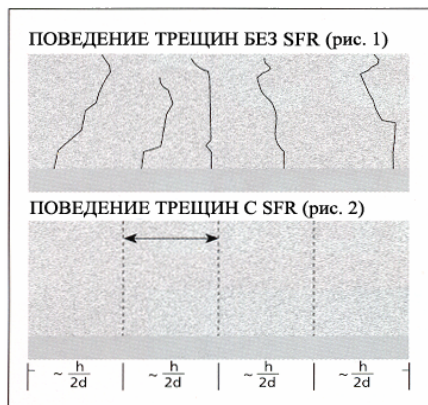 ПОВЕДЕНИЕ ТРЕЩИН БЕЗ SFR (рис. 1)
ПОВЕДЕНИЕ ТРЕЩИН С SFR (рис. 2)
~ h/2d ~ h/2d ~ h/2d ~ h/2d